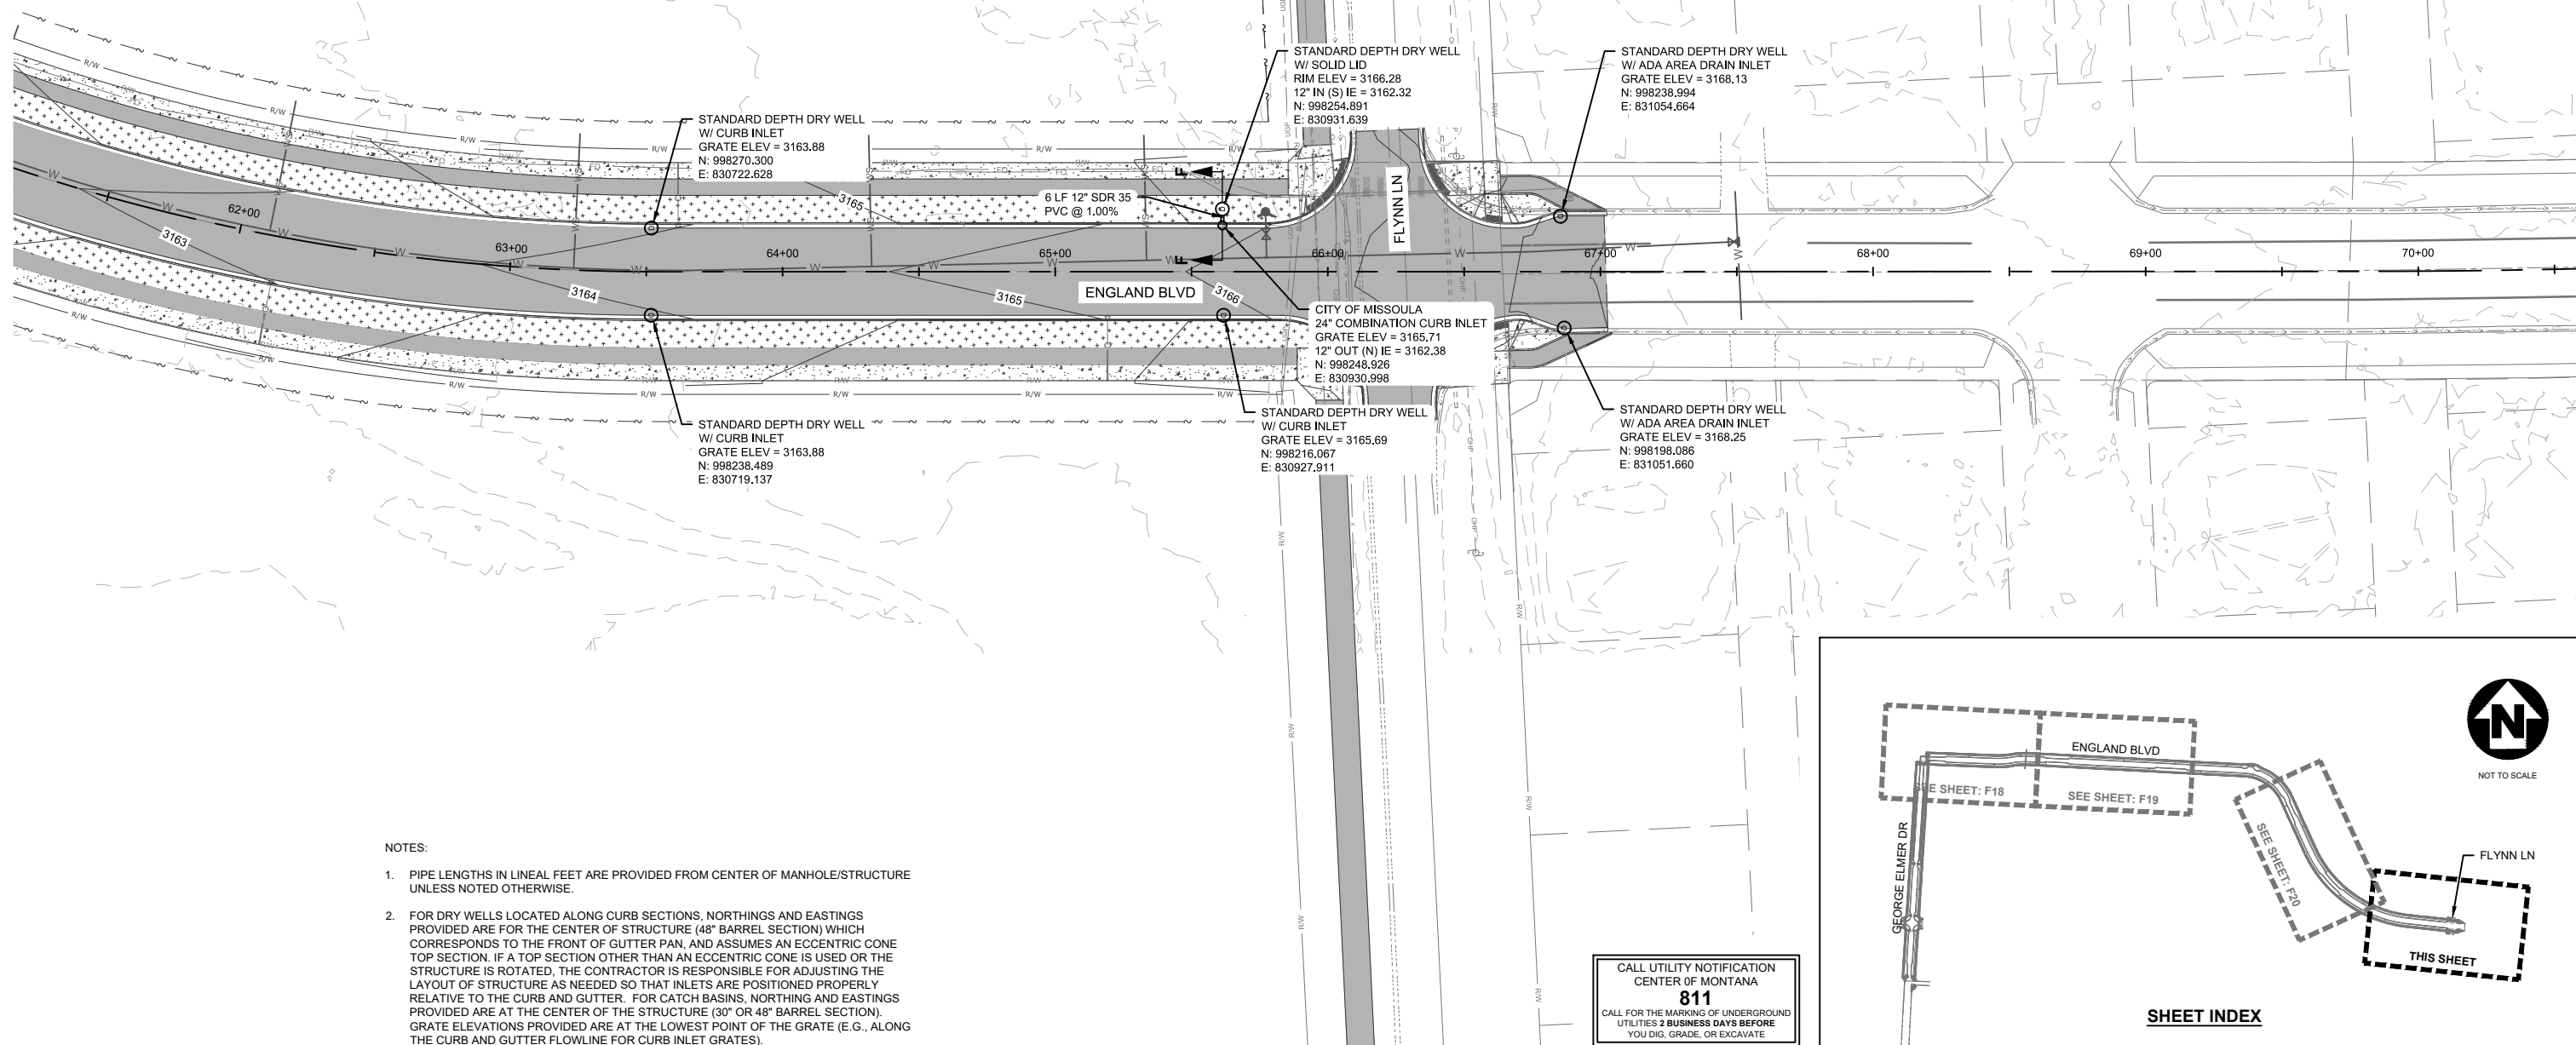 STANDARD DEPTH DRY WELL
W/ SOLID LID
RIM ELEV = 3166.28
12" IN (S) IE = 3162.32
N: 998254.891
E: 830931.639
STANDARD DEPTH DRY WELL
W/ ADA AREA DRAIN INLET
GRATE ELEV = 3168.13
N: 998238.994
E: 831054.664
STANDARD DEPTH DRY WELL
W/ CURB INLET
GRATE ELEV = 3163.88
N: 998270.300
E: 830722.628
6 LF 12" SDR 35
PVC @ 1.00%
FLYNN LN
F
F
R/W
R/W
R/W
R/W
R/W
R/W
3165
3163
3164
3165
3166
62+00
63+00
64+00
65+00
66+00
67+00
68+00
69+00
70+00
ENGLAND BLVD
CITY OF MISSOULA
24" COMBINATION CURB INLET
GRATE ELEV = 3165.71
12" OUT (N) IE = 3162.38
N: 998248.926
E: 830930.998
R/W
R/W
R/W
R/W
R/W
R/W
STANDARD DEPTH DRY WELL
W/ CURB INLET
GRATE ELEV = 3163.88
N: 998238.489
E: 830719.137
STANDARD DEPTH DRY WELL
W/ CURB INLET
GRATE ELEV = 3165.69
N: 998216.067
E: 830927.911
STANDARD DEPTH DRY WELL
W/ ADA AREA DRAIN INLET
GRATE ELEV = 3168.25
N: 998198.086
E: 831051.660
R/W
R/W
R/W
R/W
R/W
R/W
R/W
NOTES:
1. PIPE LENGTHS IN LINEAL FEET ARE PROVIDED FROM CENTER OF MANHOLE/STRUCTURE
UNLESS NOTED OTHERWISE.
2. FOR DRY WELLS LOCATED ALONG CURB SECTIONS, NORTHINGS AND EASTINGS
PROVIDED ARE FOR THE CENTER OF STRUCTURE (48" BARREL SECTION) WHICH
CORRESPONDS TO THE FRONT OF GUTTER PAN, AND ASSUMES AN ECCENTRIC CONE
TOP SECTION. IF A TOP SECTION OTHER THAN AN ECCENTRIC CONE IS USED OR THE
STRUCTURE IS ROTATED, THE CONTRACTOR IS RESPONSIBLE FOR ADJUSTING THE
LAYOUT OF STRUCTURE AS NEEDED SO THAT INLETS ARE POSITIONED PROPERLY
RELATIVE TO THE CURB AND GUTTER. FOR CATCH BASINS, NORTHING AND EASTINGS
PROVIDED ARE AT THE CENTER OF THE STRUCTURE (30" OR 48" BARREL SECTION).
GRATE ELEVATIONS PROVIDED ARE AT THE LOWEST POINT OF THE GRATE (E.G., ALONG
THE CURB AND GUTTER FLOWLINE FOR CURB INLET GRATES).
CALL UTILITY NOTIFICATION
CENTER 0F MONTANA
811
CALL FOR THE MARKING OF UNDERGROUND
UTILITIES 2 BUSINESS DAYS BEFORE
YOU DIG, GRADE, OR EXCAVATE
N
NOT TO SCALE
ENGLAND BLVD
SEE SHEET: F18
SEE SHEET: F19
SEE SHEET: F20
GEORGE ELMER DR
FLYNN LN
THIS SHEET
SHEET INDEX